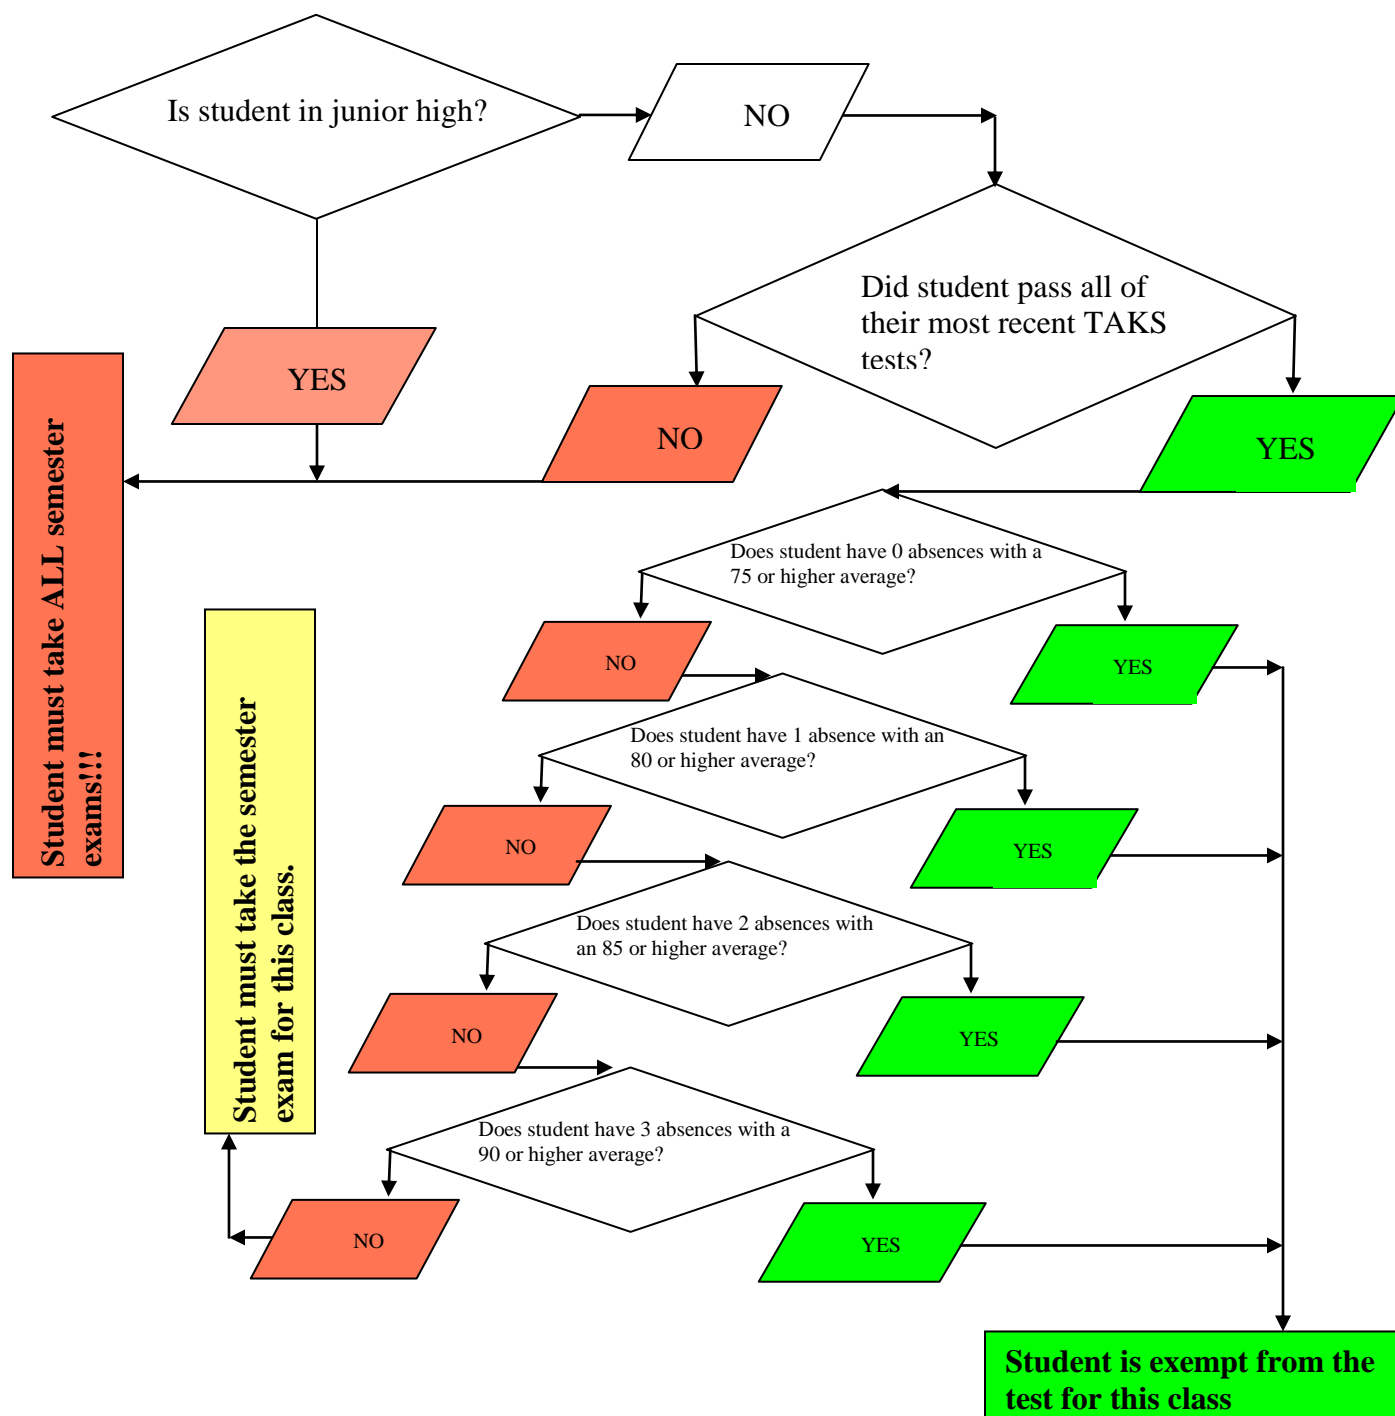 Is student in junior high?
NO
Did student pass all of
their most recent TAKS
tests?
YES
NO
YES
Student must take ALL semester
exams!!!
Does student have 0 absences with a
75 or higher average?
NO
YES
Student must take the semester
exam for this class.
Does student have 1 absence with an
80 or higher average?
NO
YES
Does student have 2 absences with
an 85 or higher average?
NO
YES
Does student have 3 absences with a
90 or higher average?
NO
YES
Student is exempt from the
test for this class